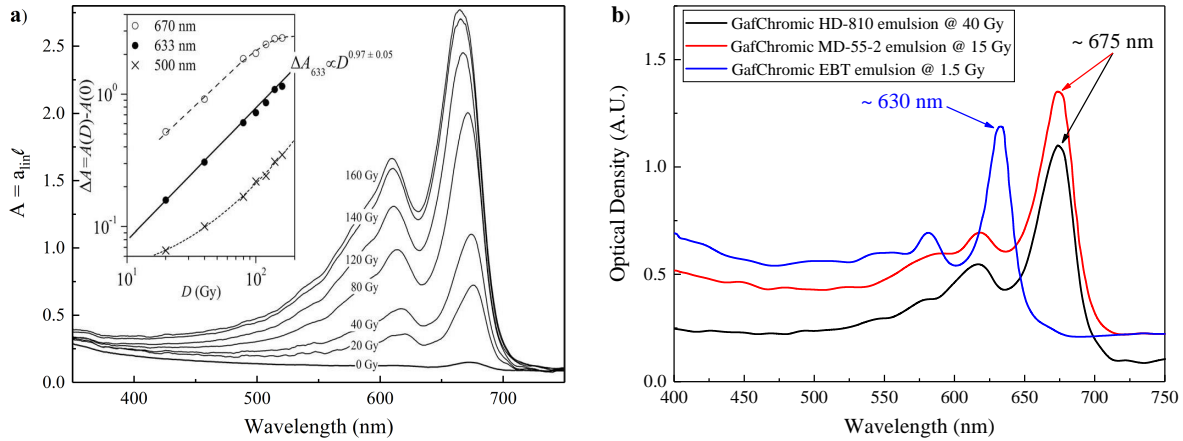 a)
A = a_lin ℓ
2.5
2.0
1.5
1.0
0.5
0.0
400
500
600
700
Wavelength (nm)
160 Gy
140 Gy
120 Gy
80 Gy
40 Gy
20 Gy
0 Gy
670 nm
633 nm
500 nm
ΔA_633 ∝ D^0.97 ± 0.05
ΔA = A(D)-A(0)
10^0
10^-1
10^1
10^2
D (Gy)
b)
GafChromic HD-810 emulsion @ 40 Gy
GafChromic MD-55-2 emulsion @ 15 Gy
GafChromic EBT emulsion @ 1.5 Gy
~ 675 nm
~ 630 nm
Optical Density (A.U.)
1.5
1.0
0.5
0.0
400
450
500
550
600
650
700
750
Wavelength (nm)